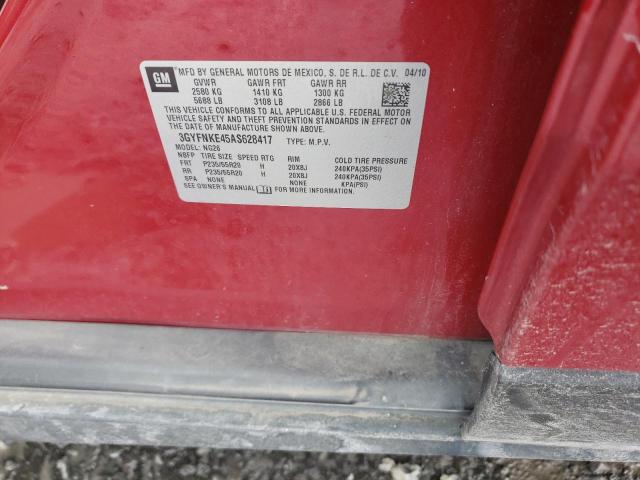 GM
MFD BY GENERAL MOTORS DE MEXICO, S. DE R.L. DE C.V. 04/10
GVWR GAWR FRT GAWR RR
2580 KG 1410 KG 1300 KG
5688 LB 3108 LB 2866 LB
THIS VEHICLE CONFORMS TO ALL APPLICABLE U.S. FEDERAL MOTOR
VEHICLE SAFETY, BUMPER, AND THEFT PREVENTION STANDARDS
IN EFFECT ON THE DATE OF MANUFACTURE SHOWN ABOVE.
3GYFNKE45AS628417 TYPE: M.P.V.
MODEL: NG26
NBFP TIRE SIZE SPEED RTG RIM COLD TIRE PRESSURE
FRT P235/55R20 H 20X8J 240KPA(35PSI)
RR P235/55R20 H 20X8J 240KPA(35PSI)
SPA NONE NONE KPA(PSI)
SEE OWNER'S MANUAL FOR MORE INFORMATION.